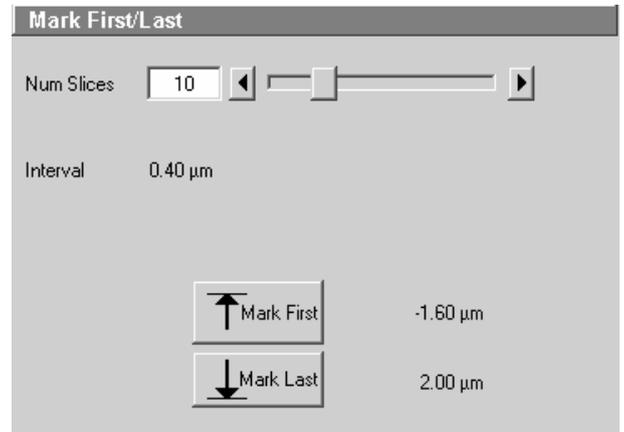 Mark First/Last
Num Slices 10
Interval 0.40 µm
Mark First -1.60 µm
Mark Last 2.00 µm